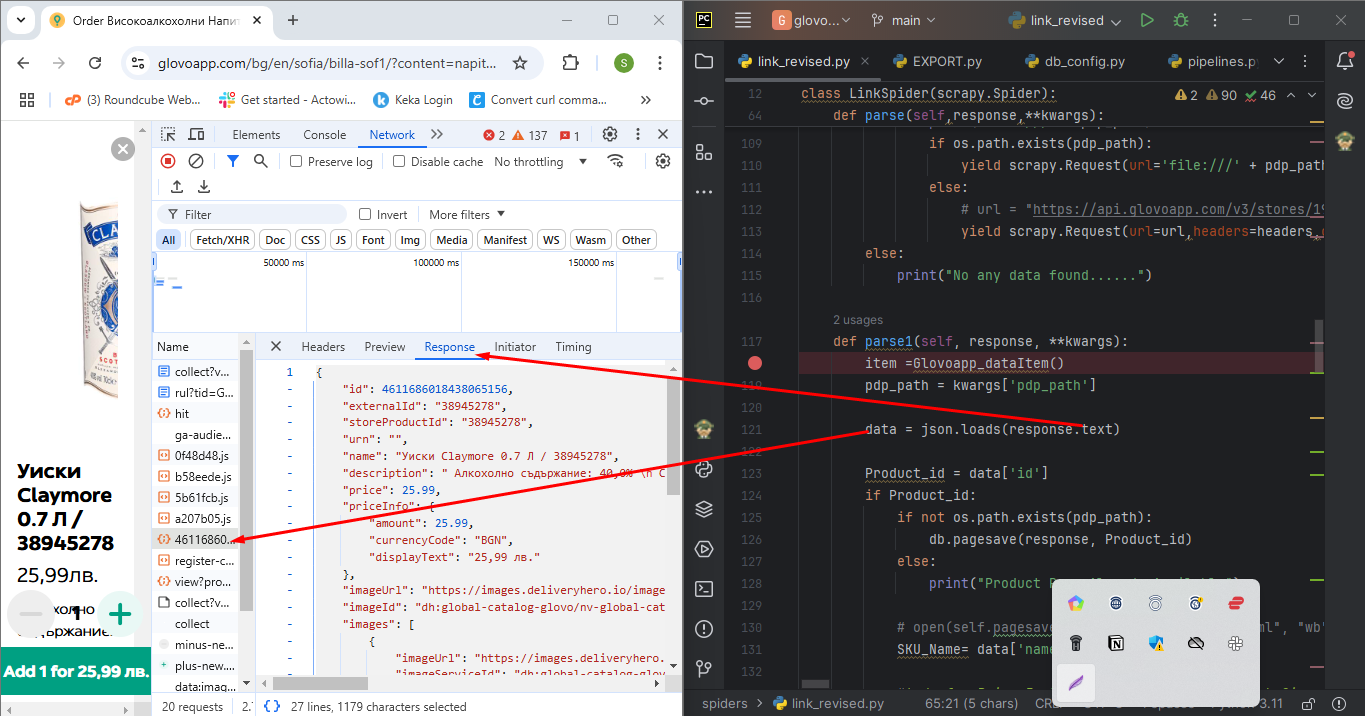 Order Високоалкохолни Напит
glovoapp.com/bg/en/sofia/billa-sof1/?content=napit...
S
(3) Roundcube Web...
Get started - Actowi...
Keka Login
Convert curl comma...
Elements
Console
Network
2
137
1
Preserve log
Disable cache
No throttling
Filter
Invert
More filters
All
Fetch/XHR
Doc
CSS
JS
Font
Img
Media
Manifest
WS
Wasm
Other
50000 ms
100000 ms
150000 ms
Name
Headers
Preview
Response
Initiator
Timing
collect?v...
rul?tid=G...
hit
ga-audie...
0f48d48.js
b58eede.js
5b61fcb.js
a207b05.js
46116860...
register-c...
view?pro...
collect?v...
collect
minus-ne...
plus-new...
data:imag...
1 {
"id": 4611686018438065156,
"externalId": "38945278",
"storeProductId": "38945278",
"urn": "",
"name": "Уиски Claymore 0.7 Л / 38945278",
"description": " Алкохолно съдържание: 40,0% \n С
"price": 25.99,
"priceInfo": {
"amount": 25.99,
"currencyCode": "BGN",
"displayText": "25,99 лв."
},
"imageUrl": "https://images.deliveryhero.io/image
"imageId": "dh:global-catalog-glovo/nv-global-cat
"images": [
{
"imageUrl": "https://images.deliveryhero.
"imageServiceId": "dh:global-catalog-glov
20 requests
27 lines, 1179 characters selected
Уиски
Claymore
0.7 Л /
38945278
25,99лв.
1
Add 1 for 25,99 лв.
PC
G
glovo...
main
link_revised
link_revised.py
EXPORT.py
db_config.py
pipelines.p
2
90
46
12 class LinkSpider(scrapy.Spider):
64 def parse(self,response,**kwargs):
109 if os.path.exists(pdp_path):
110 yield scrapy.Request(url='file:///' + pdp_path
111 else:
112 # url = "https://api.glovoapp.com/v3/stores/19
113 yield scrapy.Request(url=url,headers=headers,
114 else:
115 print("No any data found......")
116
2 usages
117 def parse1(self, response, **kwargs):
item =Glovoapp_dataItem()
119 pdp_path = kwargs['pdp_path']
120
121 data = json.loads(response.text)
122
123 Product_id = data['id']
124 if Product_id:
125 if not os.path.exists(pdp_path):
126 db.pagesave(response, Product_id)
127 else:
128 print("Product P
129
130 # open(self.pagesave ml", "wb"
131 SKU_Name= data['name
132
spiders
link_revised.py
65:21 (5 chars)
3.11